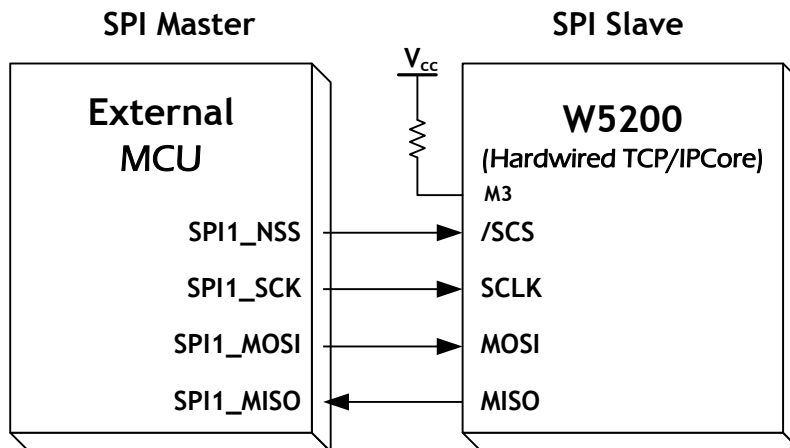 SPI Master
SPI Slave
Vcc
External
MCU
W5200
(Hardwired TCP/IPCore)
M3
SPI1_NSS
/SCS
SPI1_SCK
SCLK
SPI1_MOSI
MOSI
SPI1_MISO
MISO